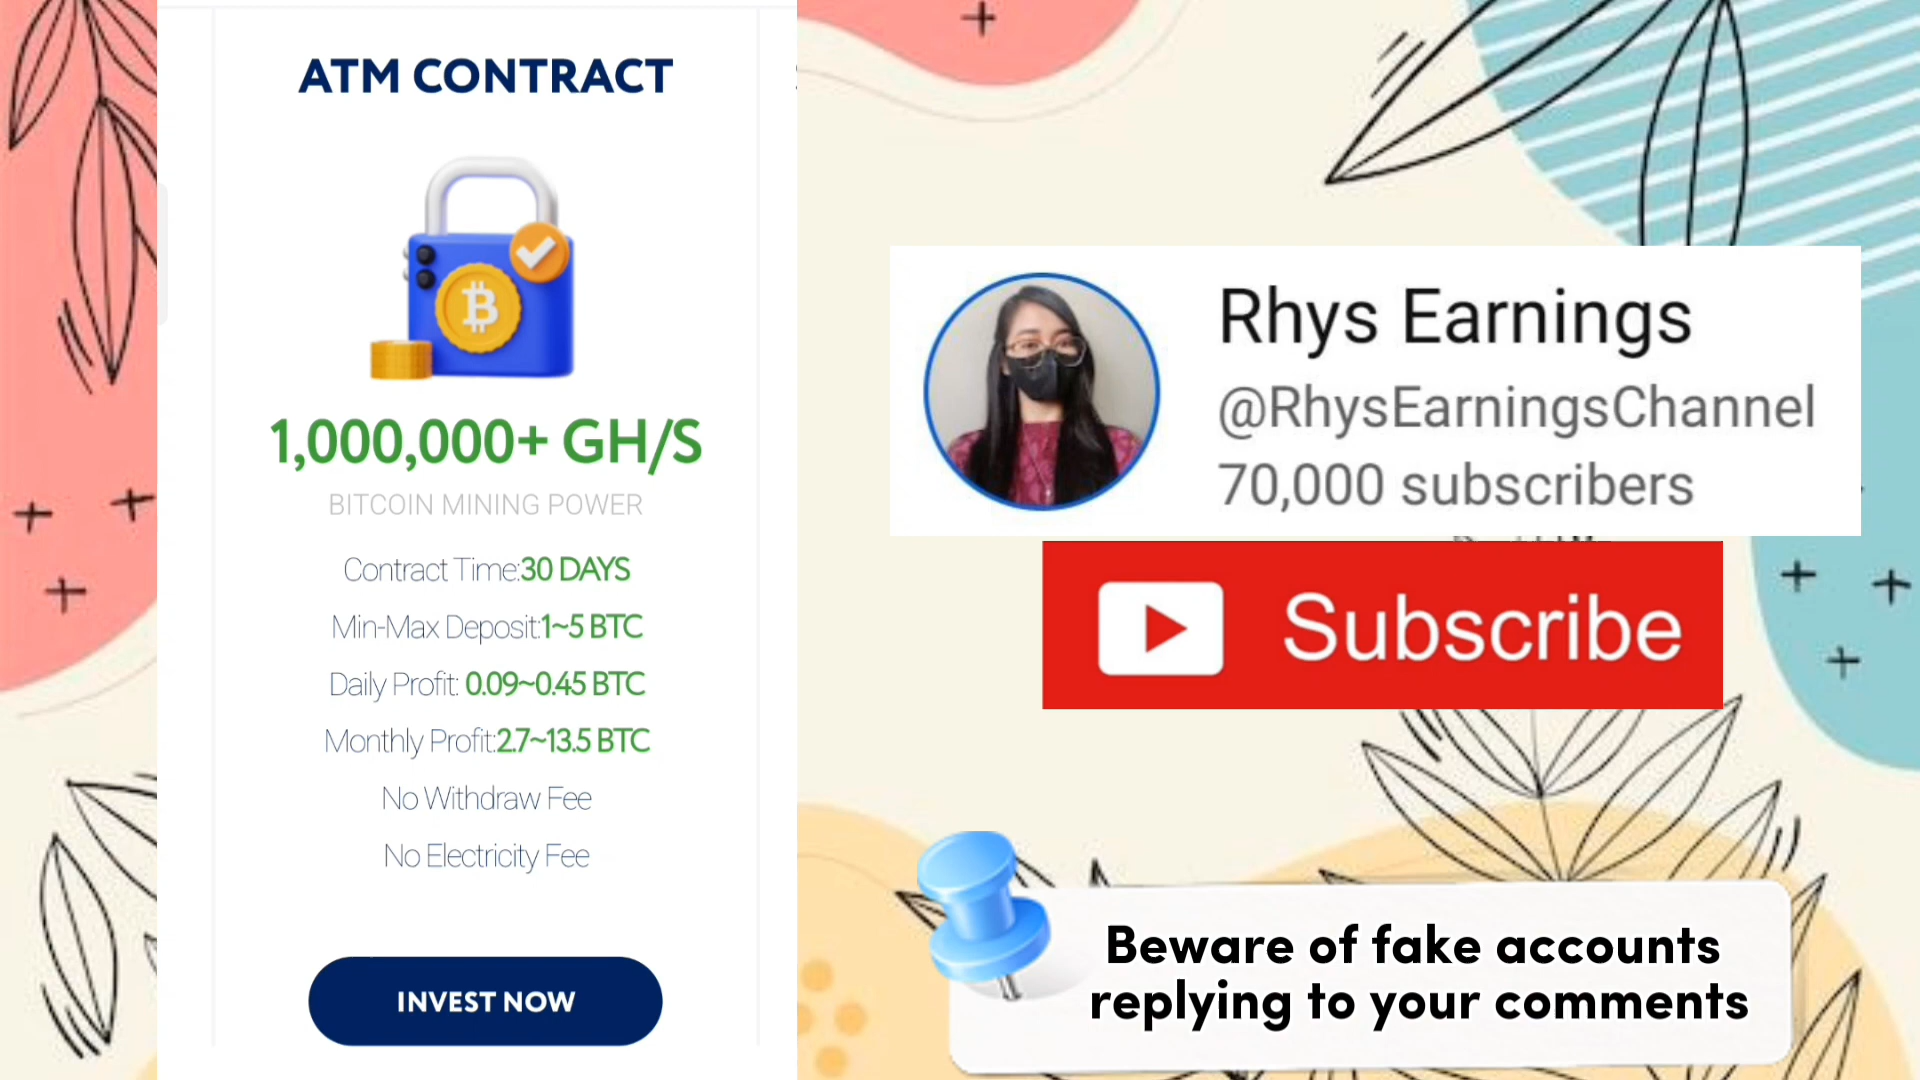 ATM CONTRACT
1,000,000+ GH/S
BITCOIN MINING POWER
Contract Time:30 DAYS
Min-Max Deposit:1~5 BTC
Daily Profit: 0.09~0.45 BTC
Monthly Profit:2.7~13.5 BTC
No Withdraw Fee
No Electricity Fee
INVEST NOW
Rhys Earnings
@RhysEarningsChannel
70,000 subscribers
Subscribe
Beware of fake accounts
replying to your comments